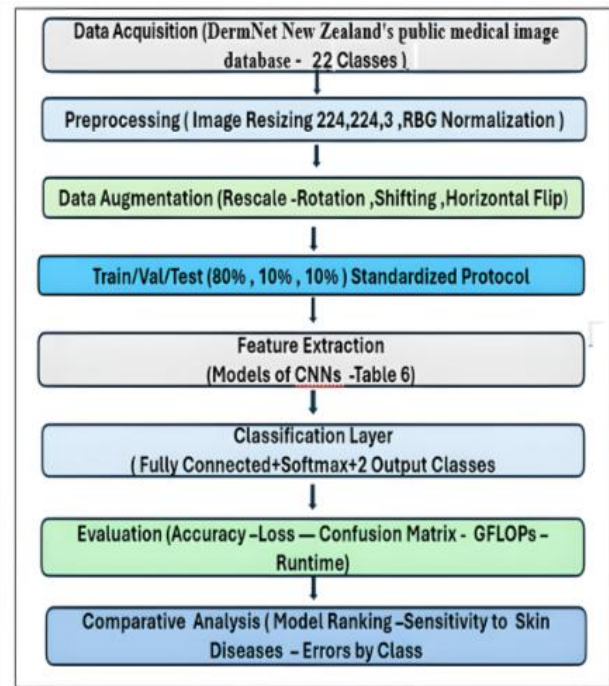 Data Acquisition (DermNet New Zealand's public medical image
database - 22 Classes )
Preprocessing ( Image Resizing 224,224,3 ,RBG Normalization )
Data Augmentation (Rescale -Rotation ,Shifting ,Horizontal Flip)
Train/Val/Test (80% , 10% , 10% ) Standardized Protocol
Feature Extraction
(Models of CNNs -Table 6)
Classification Layer
( Fully Connected+Softmax+2 Output Classes
Evaluation (Accuracy –Loss — Confusion Matrix - GFLOPs –
Runtime)
Comparative Analysis ( Model Ranking –Sensitivity to Skin
Diseases – Errors by Class